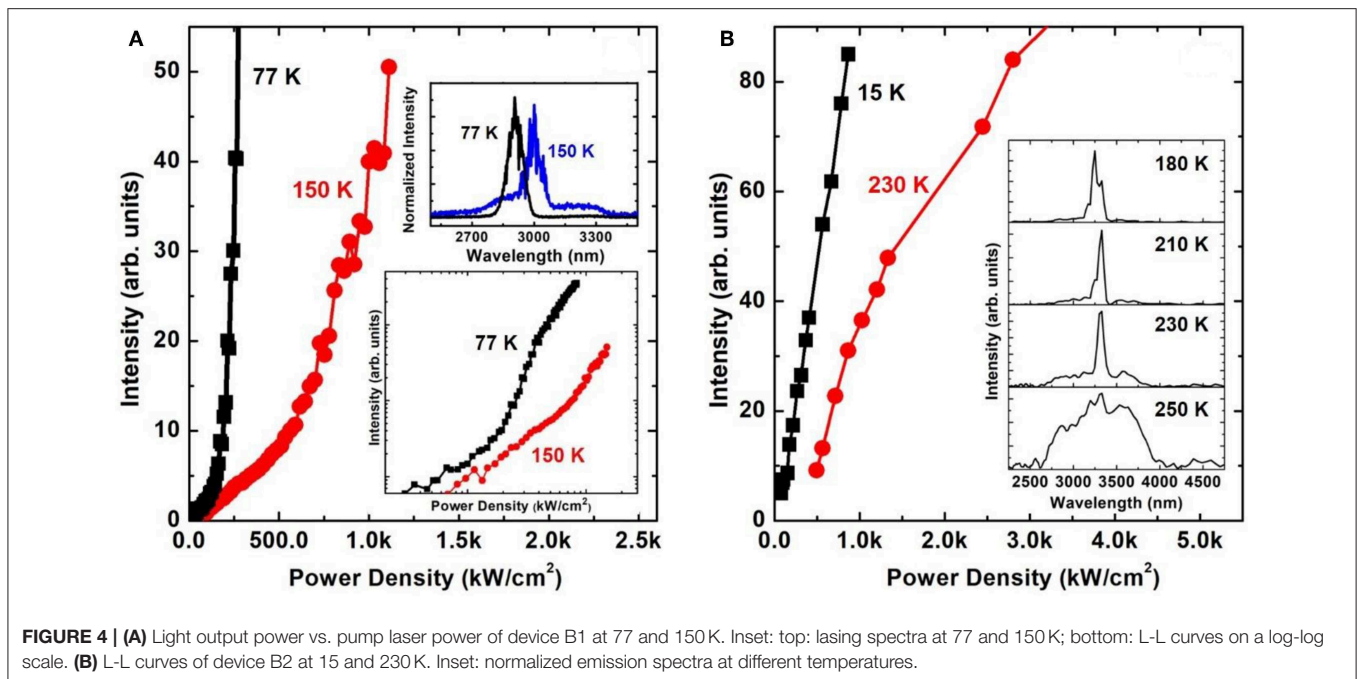 A
Intensity (arb. units)
50
40
30
20
10
0
77 K
150 K
Normalized Intensity
77 K
150 K
2700 3000 3300
Wavelength (nm)
Intensity (arb. units)
77 K
150 K
Power Density (kW/cm²)
0.0 500.0 1.0k 1.5k 2.0k 2.5k
Power Density (kW/cm²)
B
Intensity (arb. units)
80
60
40
20
0
15 K
230 K
Intensity (arb. units)
180 K
210 K
230 K
250 K
2500 3000 3500 4000 4500
Wavelength (nm)
0.0 1.0k 2.0k 3.0k 4.0k 5.0k
Power Density (kW/cm²)
FIGURE 4 | (A) Light output power vs. pump laser power of device B1 at 77 and 150 K. Inset: top: lasing spectra at 77 and 150 K; bottom: L-L curves on a log-log
scale. (B) L-L curves of device B2 at 15 and 230 K. Inset: normalized emission spectra at different temperatures.